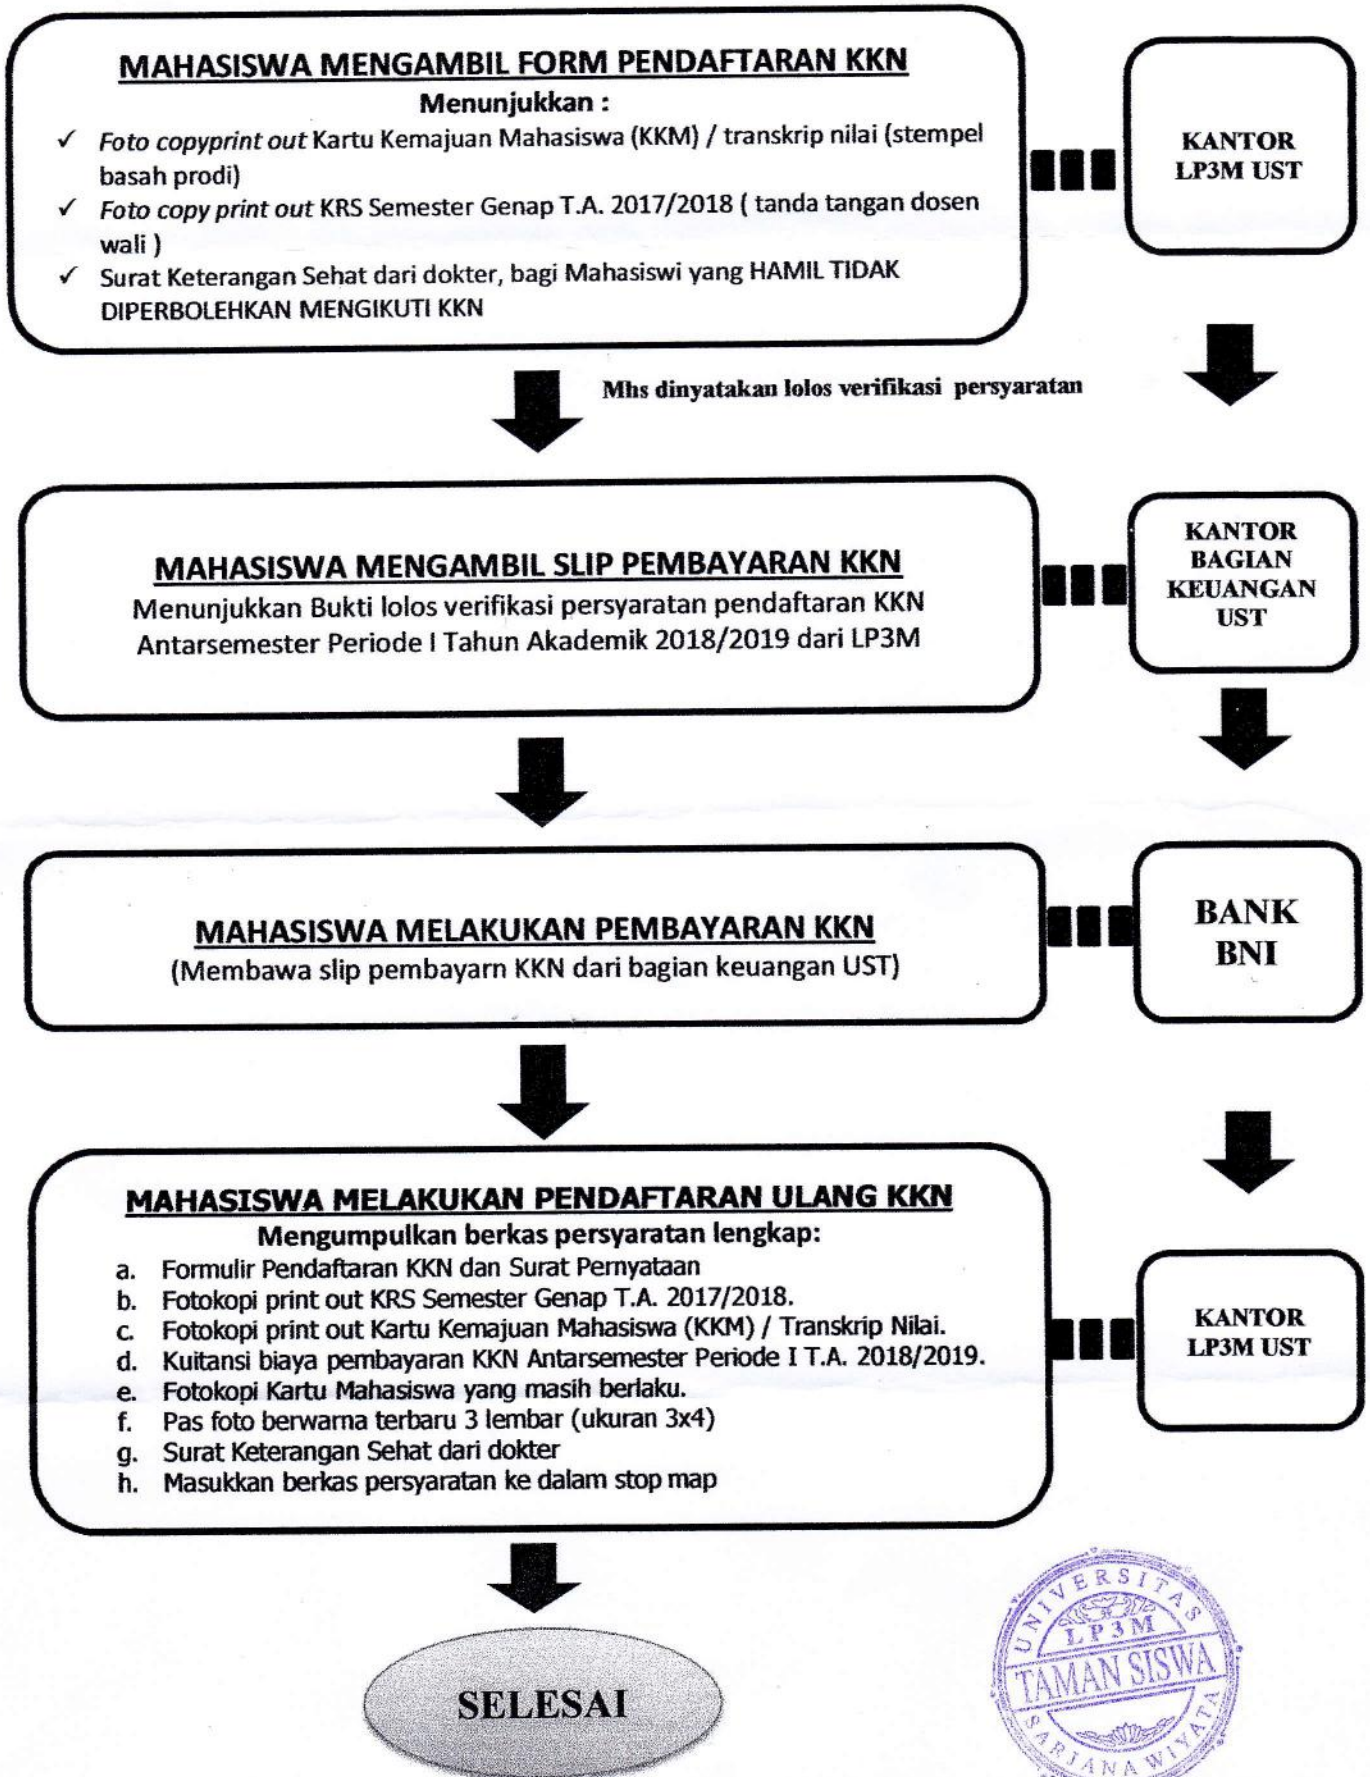 MAHASISWA MENGAMBIL FORM PENDAFTARAN KKN
Menunjukkan :
✓ Foto copyprint out Kartu Kemajuan Mahasiswa (KKM) / transkrip nilai (stempel
basah prodi)
✓ Foto copy print out KRS Semester Genap T.A. 2017/2018 ( tanda tangan dosen
wali )
✓ Surat Keterangan Sehat dari dokter, bagi Mahasiswi yang HAMIL TIDAK
DIPERBOLEHKAN MENGIKUTI KKN
KANTOR
LP3M UST
Mhs dinyatakan lolos verifikasi persyaratan
MAHASISWA MENGAMBIL SLIP PEMBAYARAN KKN
Menunjukkan Bukti lolos verifikasi persyaratan pendaftaran KKN
Antarsemester Periode I Tahun Akademik 2018/2019 dari LP3M
KANTOR
BAGIAN
KEUANGAN
UST
MAHASISWA MELAKUKAN PEMBAYARAN KKN
(Membawa slip pembayarn KKN dari bagian keuangan UST)
BANK
BNI
MAHASISWA MELAKUKAN PENDAFTARAN ULANG KKN
Mengumpulkan berkas persyaratan lengkap:
a. Formulir Pendaftaran KKN dan Surat Pernyataan
b. Fotokopi print out KRS Semester Genap T.A. 2017/2018.
c. Fotokopi print out Kartu Kemajuan Mahasiswa (KKM) / Transkrip Nilai.
d. Kuitansi biaya pembayaran KKN Antarsemester Periode I T.A. 2018/2019.
e. Fotokopi Kartu Mahasiswa yang masih berlaku.
f. Pas foto berwarna terbaru 3 lembar (ukuran 3x4)
g. Surat Keterangan Sehat dari dokter
h. Masukkan berkas persyaratan ke dalam stop map
KANTOR
LP3M UST
SELESAI
UNIVERSITAS
LP3M
TAMAN SISWA
SARJANA WIYATA